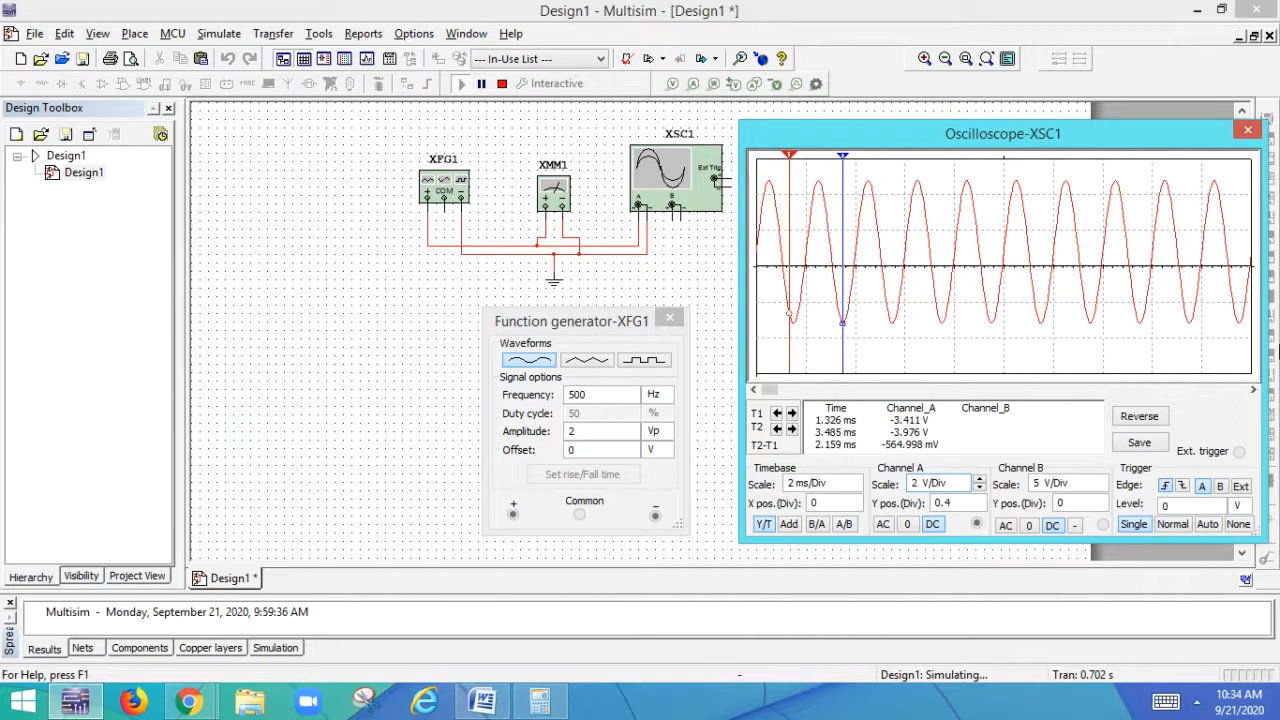 Design1 - Multisim - [Design1 *]
File Edit View Place MCU Simulate Transfer Tools Reports Options Window Help
--- In-Use List ---
Interactive
Design Toolbox
Design1
Design1
XFG1
COM
XMM1
XSC1
Ext Trig
A B
Oscilloscope-XSC1
1 2
Function generator-XFG1
Waveforms
Signal options
Frequency: 500 Hz
Duty cycle: 50 %
Amplitude: 2 Vp
Offset: 0 V
Set rise/Fall time
+ Common −
Time Channel_A Channel_B
T1 1.326 ms -3.411 V
T2 3.485 ms -3.976 V
T2-T1 2.159 ms -564.998 mV
Reverse
Save
Ext. trigger
Timebase Channel A Channel B Trigger
Scale: 2 ms/Div Scale: 2 V/Div Scale: 5 V/Div Edge: A B Ext
X pos.(Div): 0 Y pos.(Div): 0.4 Y pos.(Div): 0 Level: 0 V
Y/T Add B/A A/B AC 0 DC AC 0 DC - Single Normal Auto None
Hierarchy Visibility Project View
Design1 *
Multisim - Monday, September 21, 2020, 9:59:36 AM
Results Nets Components Copper layers Simulation
For Help, press F1 - Design1: Simulating... Tran: 0.702 s
10:34 AM
9/21/2020